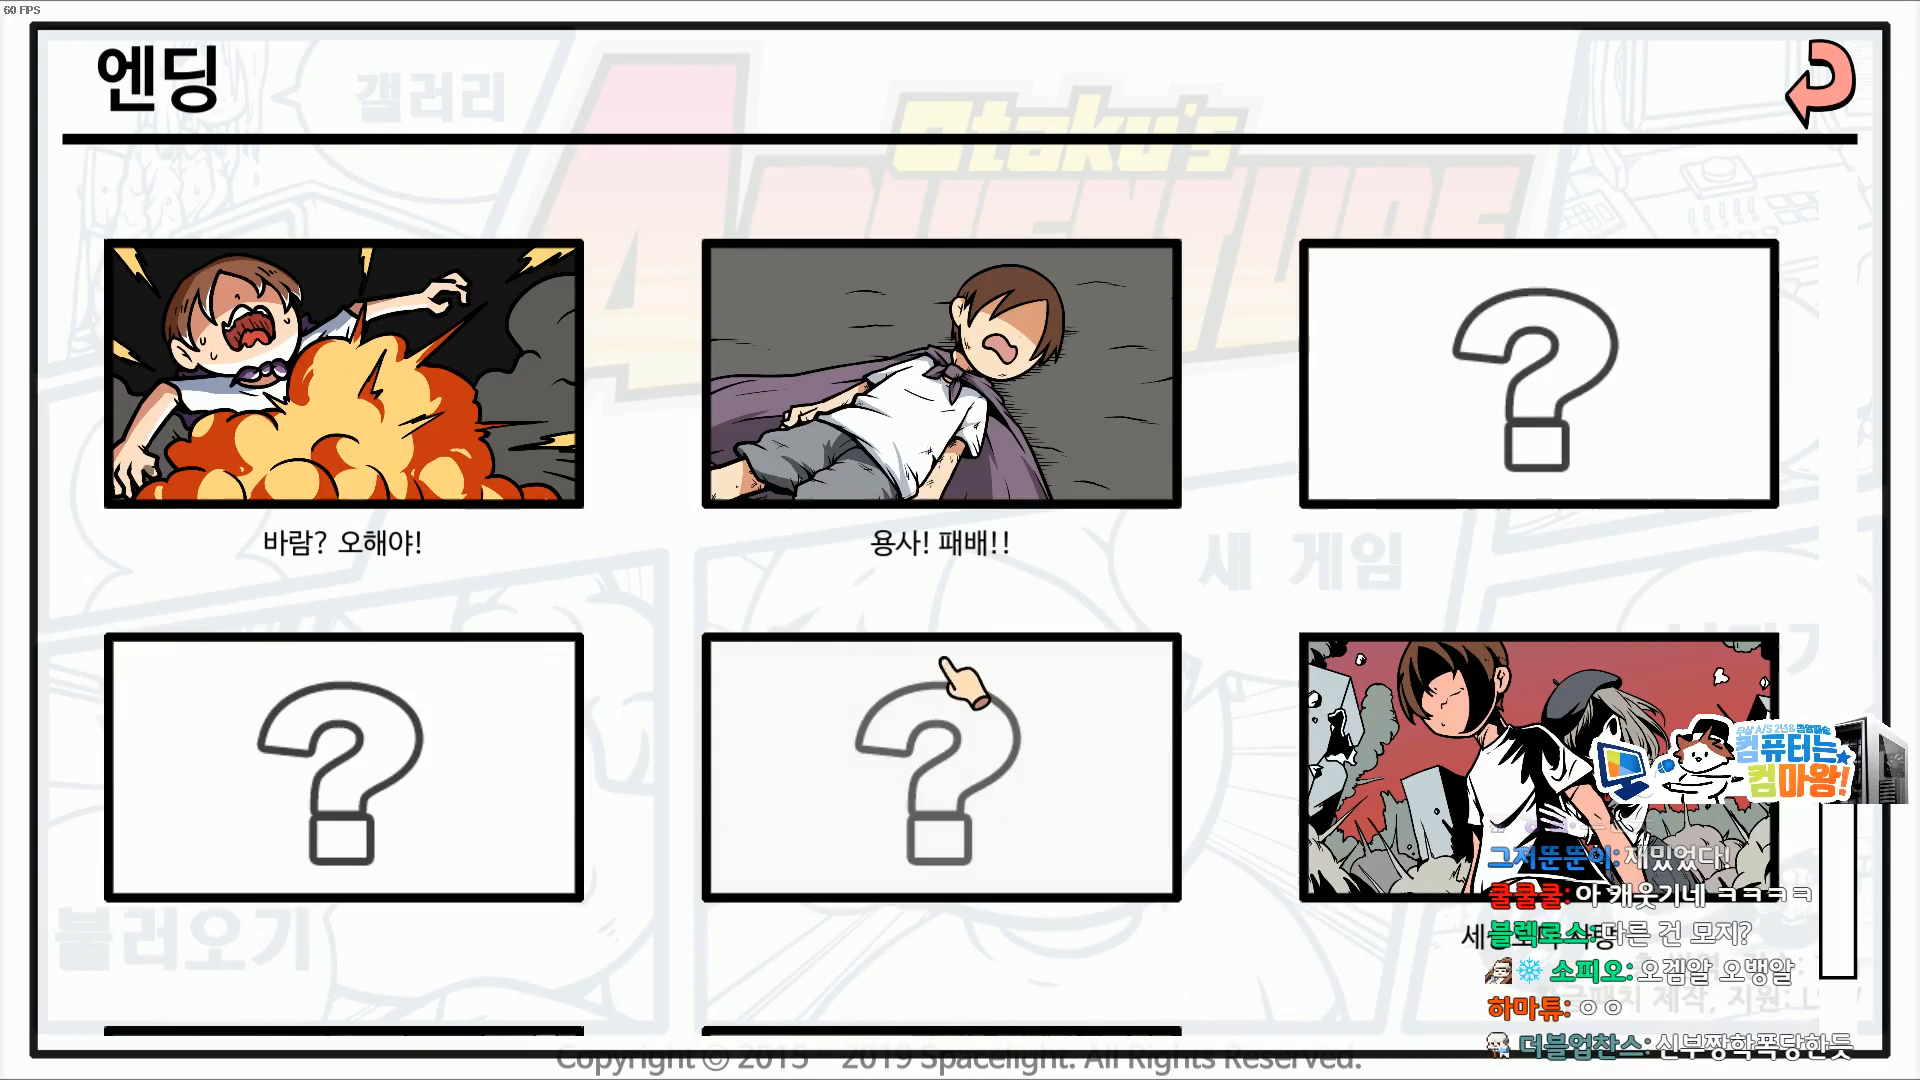 60 FPS
엔딩
갤러리
Otaku's
ADVENTURE
바람? 오해야!
용사! 패배!!
새 게임
불러오기
컴퓨터는
컴마왕!
그저뚠뚠이: 재밌었다!
쿨쿨쿨: 아 캐웃기네 ㅋㅋㅋㅋ
블렉로스: 다른 건 모지?
소피오: 오겜알 오뱅알
하마튜: ㅇㅇ
더블업찬스: 신부짱학폭당한듯
Copyright © 2015 - 2019 Spacelight. All Rights Reserved.